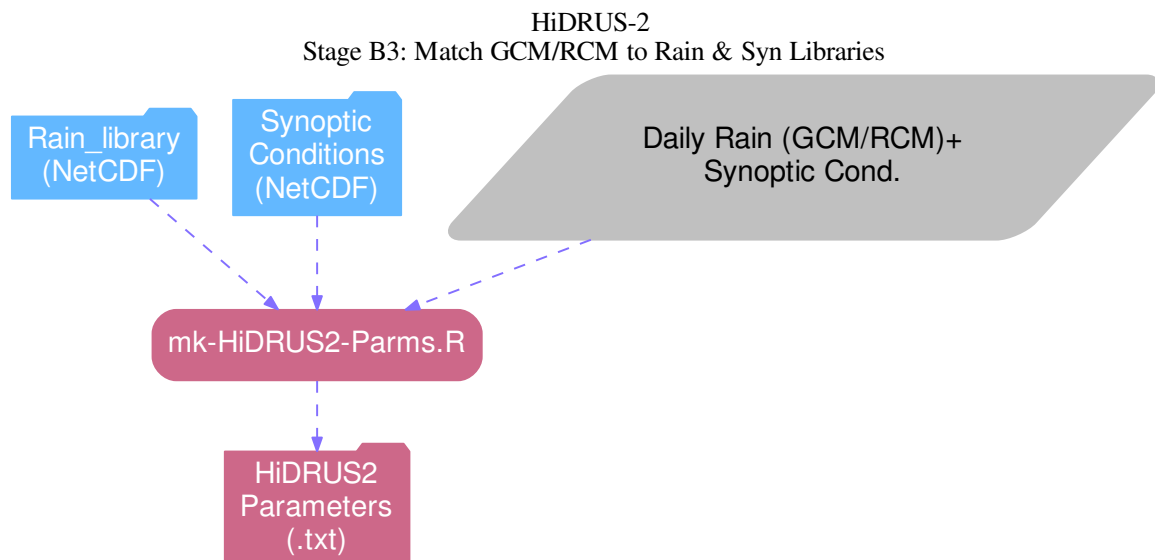 HiDRUS-2
Stage B3: Match GCM/RCM to Rain & Syn Libraries
Rain_library
(NetCDF)
Synoptic
Conditions
(NetCDF)
Daily Rain (GCM/RCM)+
Synoptic Cond.
mk-HiDRUS2-Parms.R
HiDRUS2
Parameters
(.txt)